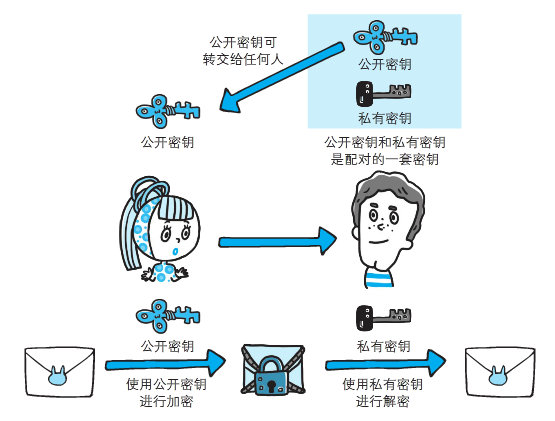 公开密钥可
转交给任何人
公开密钥
私有密钥
公开密钥
公开密钥和私有密钥
是配对的一套密钥
公开密钥
私有密钥
使用公开密钥
进行加密
使用私有密钥
进行解密